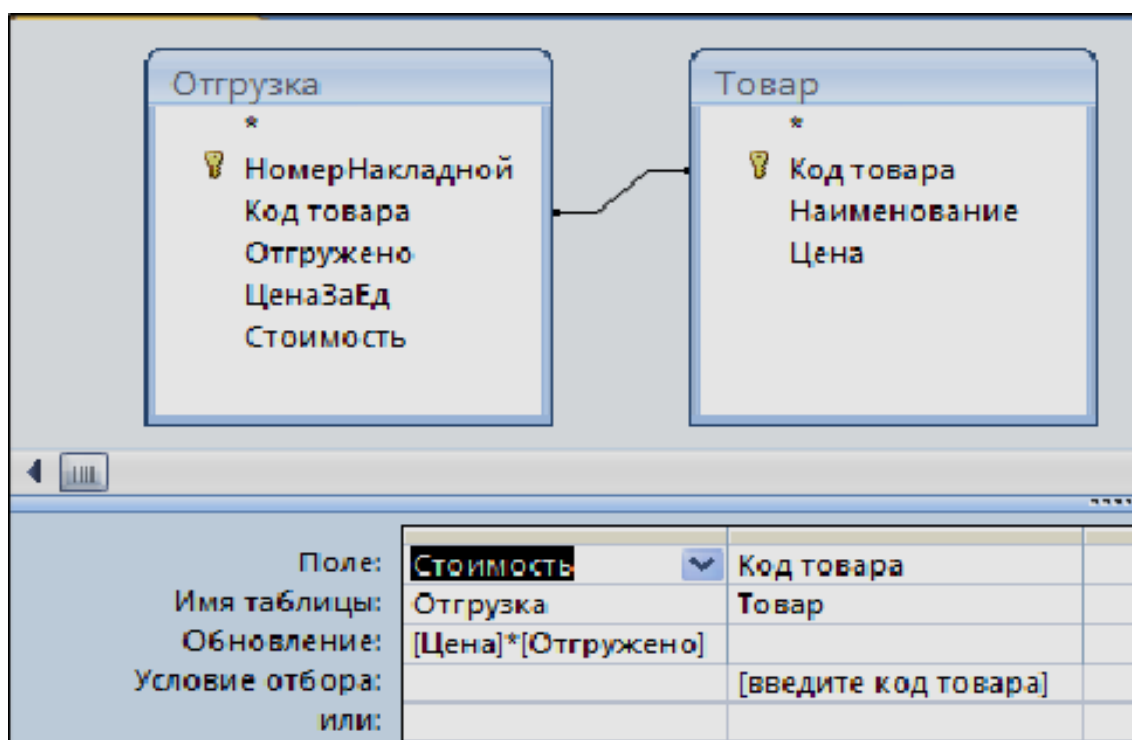 Отгрузка
*
НомерНакладной
Код товара
Отгружено
ЦенаЗаЕд
Стоимость
Товар
*
Код товара
Наименование
Цена
Поле: Стоимость Код товара
Имя таблицы: Отгрузка Товар
Обновление: [Цена]*[Отгружено]
Условие отбора: [введите код товара]
или: